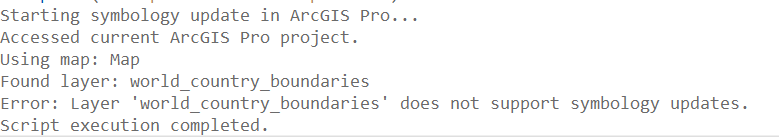 Starting symbology update in ArcGIS Pro...
Accessed current ArcGIS Pro project.
Using map: Map
Found layer: world_country_boundaries
Error: Layer 'world_country_boundaries' does not support symbology updates.
Script execution completed.